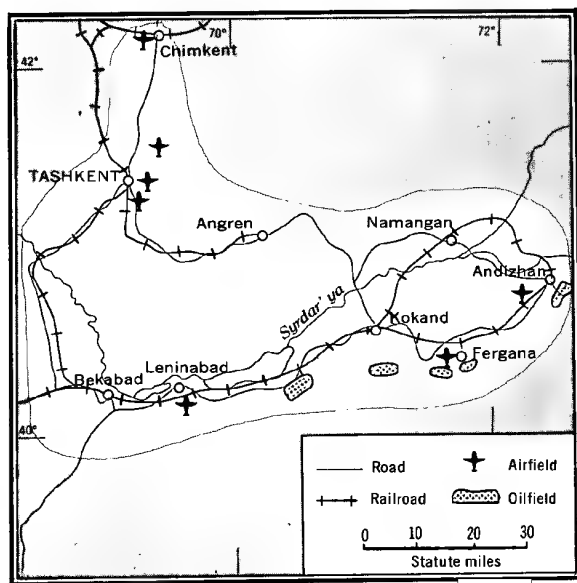 70°
72°
42°
Chimkent
TASHKENT
Angren
Namangan
Andizhan
Syrdar'ya
Kokand
Fergana
Leninabad
Bekabad
40°
Road
Airfield
Railroad
Oilfield
0 10 20 30
Statute miles